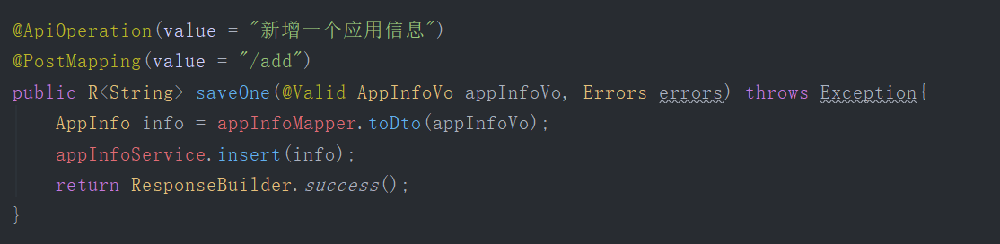 @ApiOperation(value = "新增一个应用信息")
@PostMapping(value = "/add")
public R<String> saveOne(@Valid AppInfoVo appInfoVo, Errors errors) throws Exception{
    AppInfo info = appInfoMapper.toDto(appInfoVo);
    appInfoService.insert(info);
    return ResponseBuilder.success();
}